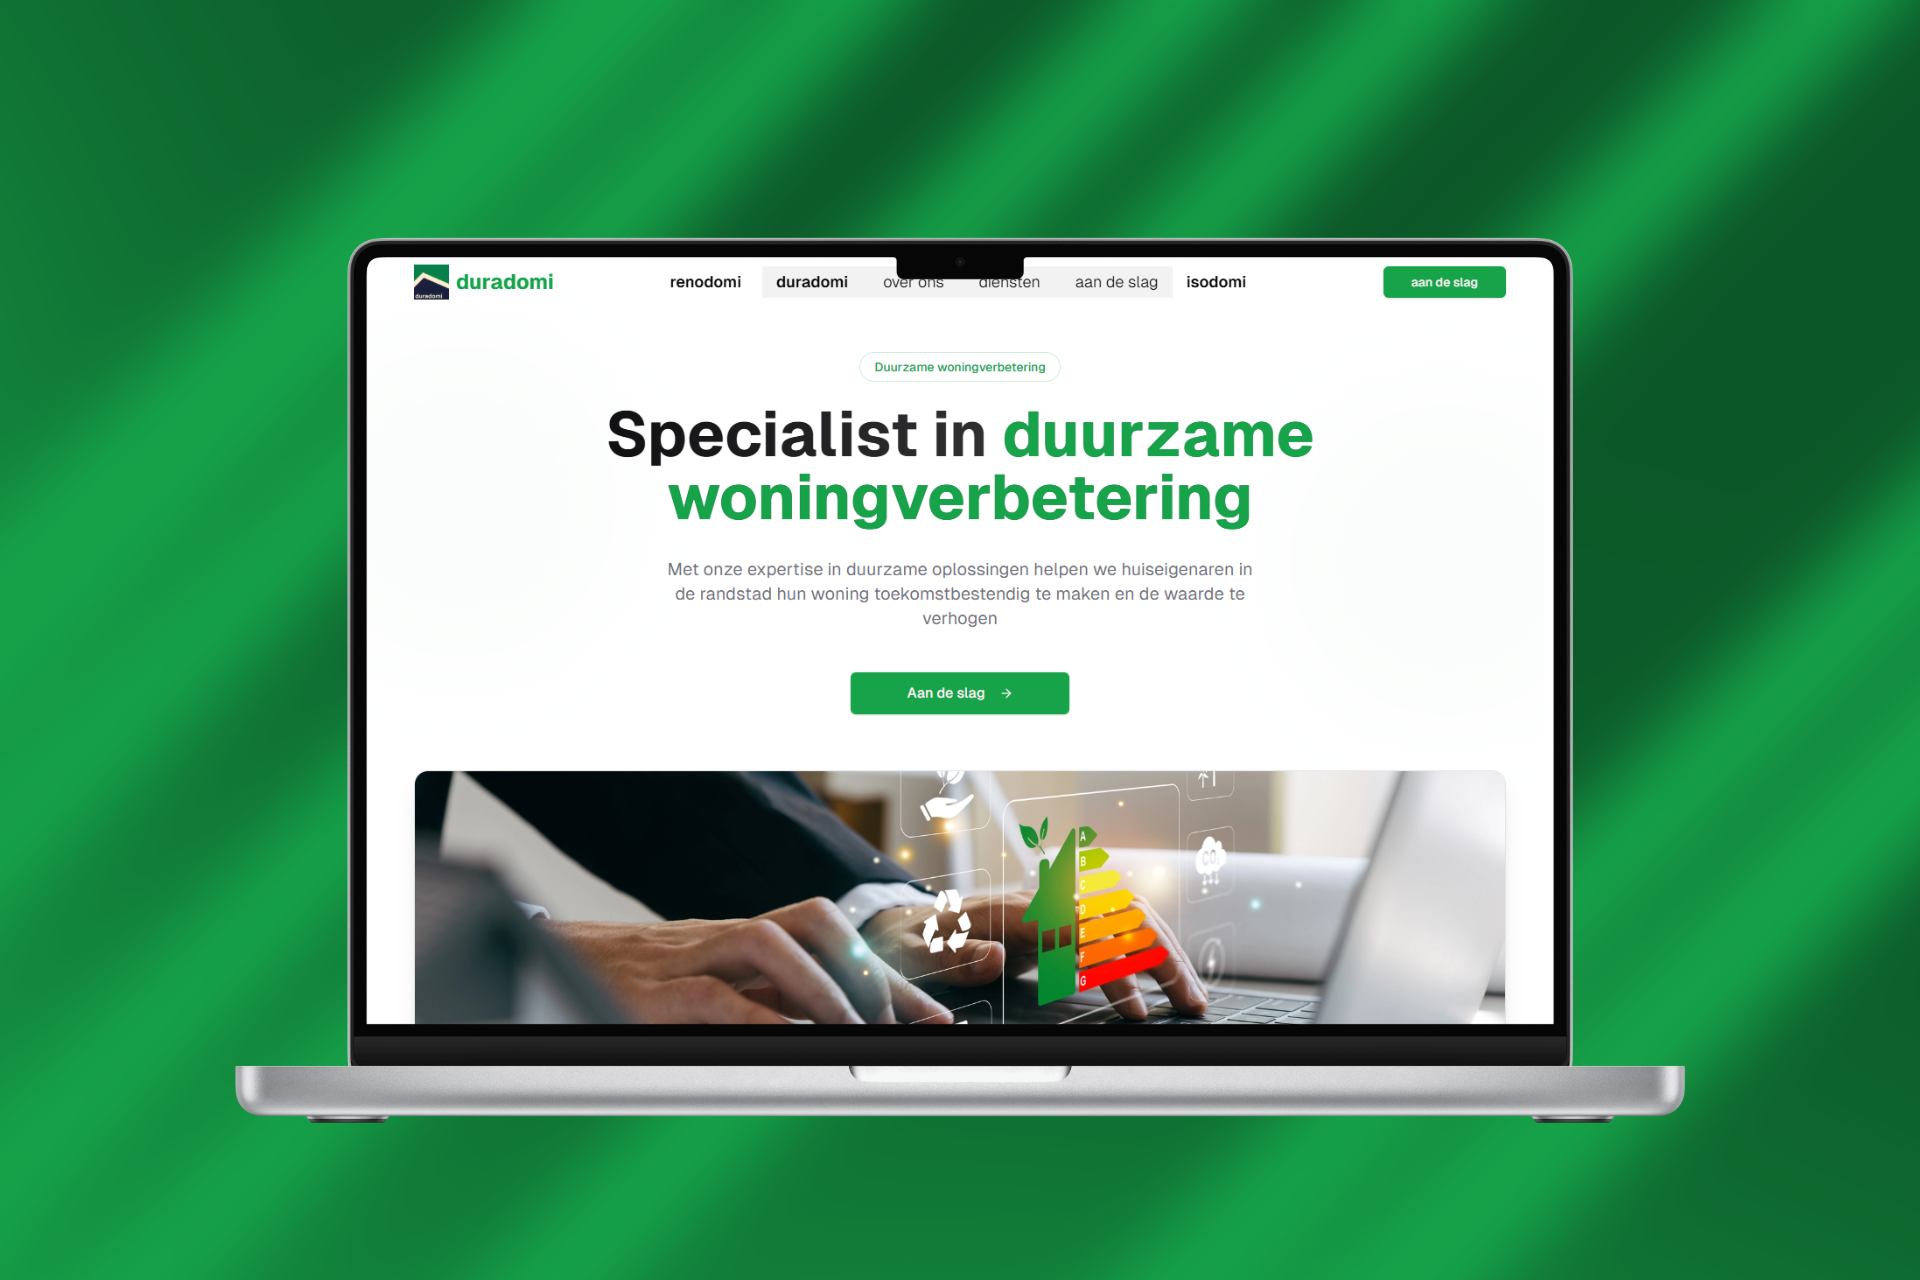 duradomi
duradomi
renodomi duradomi over ons diensten aan de slag isodomi
aan de slag
Duurzame woningverbetering
Specialist in duurzame
woningverbetering
Met onze expertise in duurzame oplossingen helpen we huiseigenaren in
de randstad hun woning toekomstbestendig te maken en de waarde te
verhogen
Aan de slag →
A
B
C
D
E
F
G
CO₂